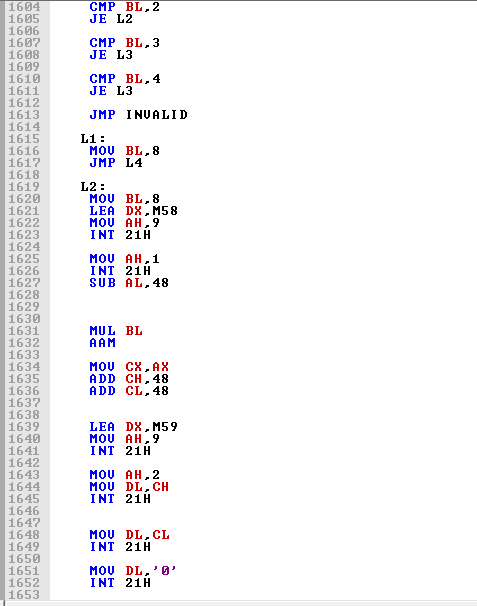 1604 CMP BL,2
1605 JE L2
1606
1607 CMP BL,3
1608 JE L3
1609
1610 CMP BL,4
1611 JE L3
1612
1613 JMP INVALID
1614
1615 L1:
1616 MOV BL,8
1617 JMP L4
1618
1619 L2:
1620 MOV BL,8
1621 LEA DX,M58
1622 MOV AH,9
1623 INT 21H
1624
1625 MOV AH,1
1626 INT 21H
1627 SUB AL,48
1628
1629
1630
1631 MUL BL
1632 AAM
1633
1634 MOV CX,AX
1635 ADD CH,48
1636 ADD CL,48
1637
1638
1639 LEA DX,M59
1640 MOV AH,9
1641 INT 21H
1642
1643 MOV AH,2
1644 MOV DL,CH
1645 INT 21H
1646
1647
1648 MOV DL,CL
1649 INT 21H
1650
1651 MOV DL,'0'
1652 INT 21H
1653